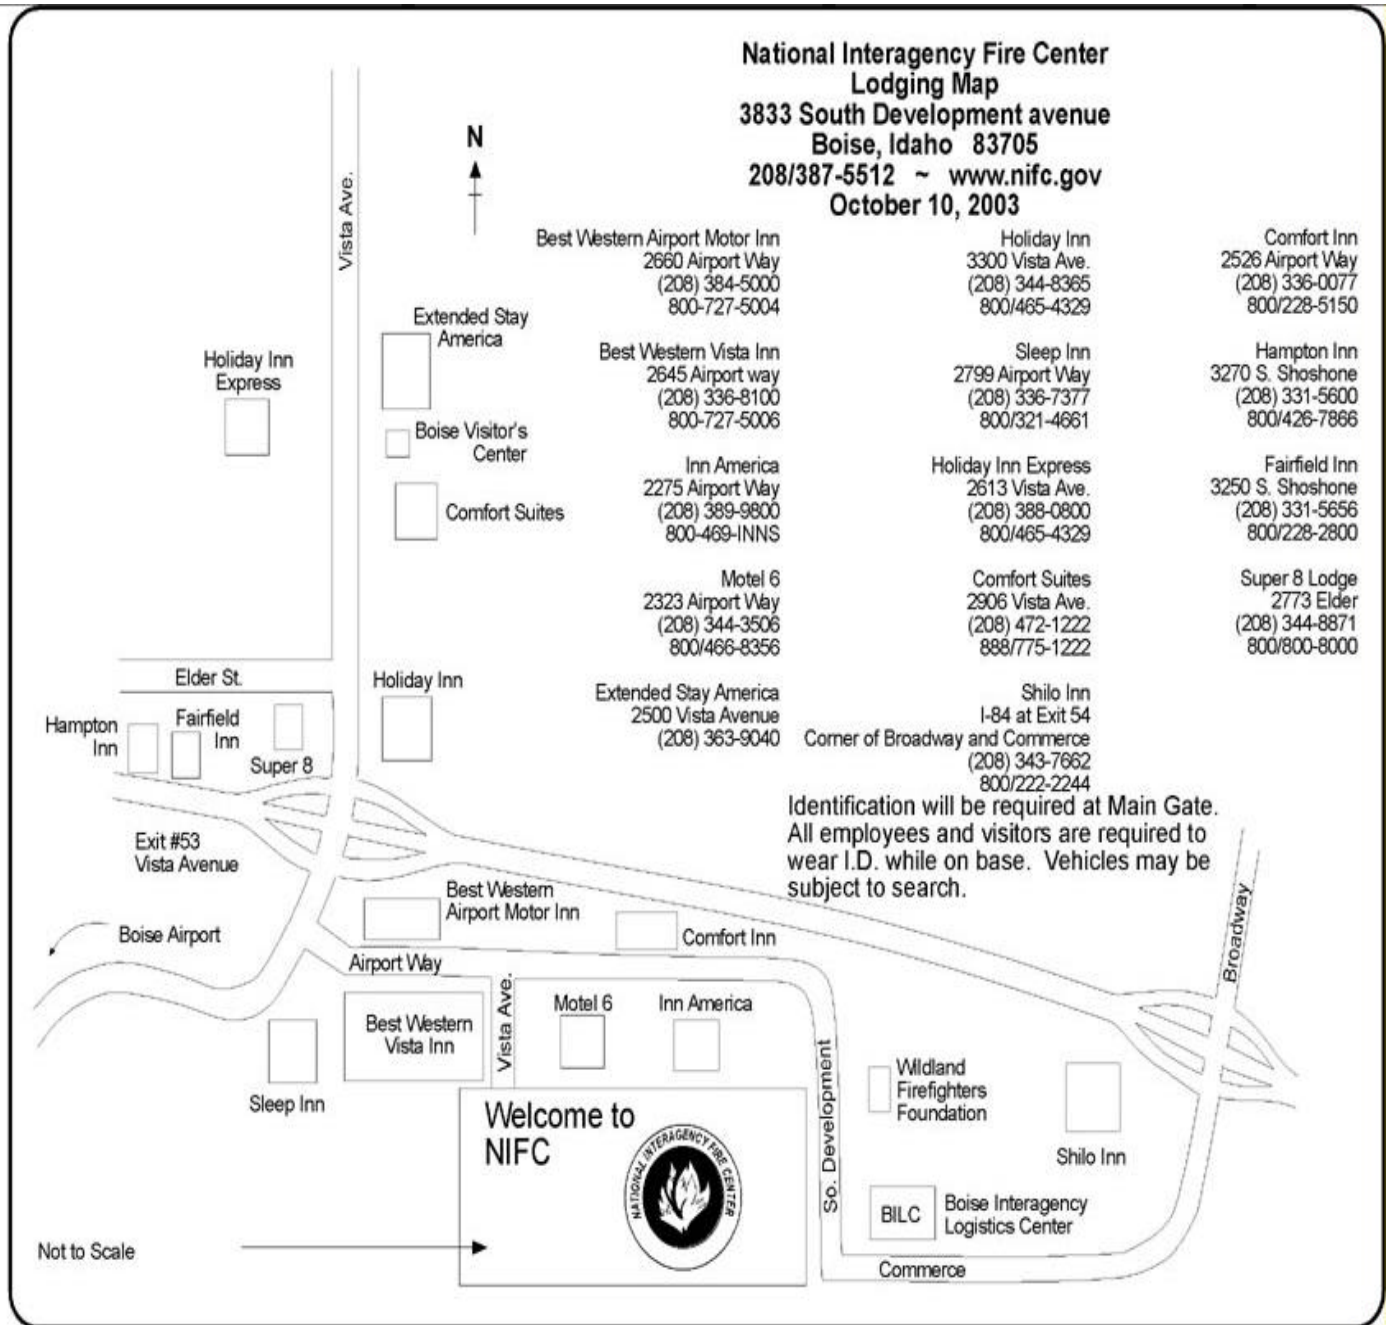 National Interagency Fire Center
Lodging Map
3833 South Development avenue
Boise, Idaho 83705
208/387-5512 ~ www.nifc.gov
October 10, 2003
N
Vista Ave.
Best Western Airport Motor Inn
2660 Airport Way
(208) 384-5000
800-727-5004
Best Western Vista Inn
2645 Airport way
(208) 336-8100
800-727-5006
Inn America
2275 Airport Way
(208) 389-9800
800-469-INNS
Motel 6
2323 Airport Way
(208) 344-3506
800/466-8356
Extended Stay America
2500 Vista Avenue
(208) 363-9040
Holiday Inn
3300 Vista Ave.
(208) 344-8365
800/465-4329
Sleep Inn
2799 Airport Way
(208) 336-7377
800/321-4661
Holiday Inn Express
2613 Vista Ave.
(208) 388-0800
800/465-4329
Comfort Suites
2906 Vista Ave.
(208) 472-1222
888/775-1222
Shilo Inn
I-84 at Exit 54
Corner of Broadway and Commerce
(208) 343-7662
800/222-2244
Comfort Inn
2526 Airport Way
(208) 336-0077
800/228-5150
Hampton Inn
3270 S. Shoshone
(208) 331-5600
800/426-7866
Fairfield Inn
3250 S. Shoshone
(208) 331-5656
800/228-2800
Super 8 Lodge
2773 Elder
(208) 344-8871
800/800-8000
Identification will be required at Main Gate.
All employees and visitors are required to
wear I.D. while on base. Vehicles may be
subject to search.
Extended Stay
America
Holiday Inn
Express
Boise Visitor's
Center
Comfort Suites
Elder St.
Holiday Inn
Hampton
Inn
Fairfield
Inn
Super 8
Exit #53
Vista Avenue
Best Western
Airport Motor Inn
Boise Airport
Comfort Inn
Broadway
Airport Way
Vista Ave.
Motel 6
Inn America
Best Western
Vista Inn
Sleep Inn
So. Development
Wildland
Firefighters
Foundation
Shilo Inn
Welcome to
NIFC
NATIONAL INTERAGENCY FIRE CENTER
BILC
Boise Interagency
Logistics Center
Not to Scale
Commerce